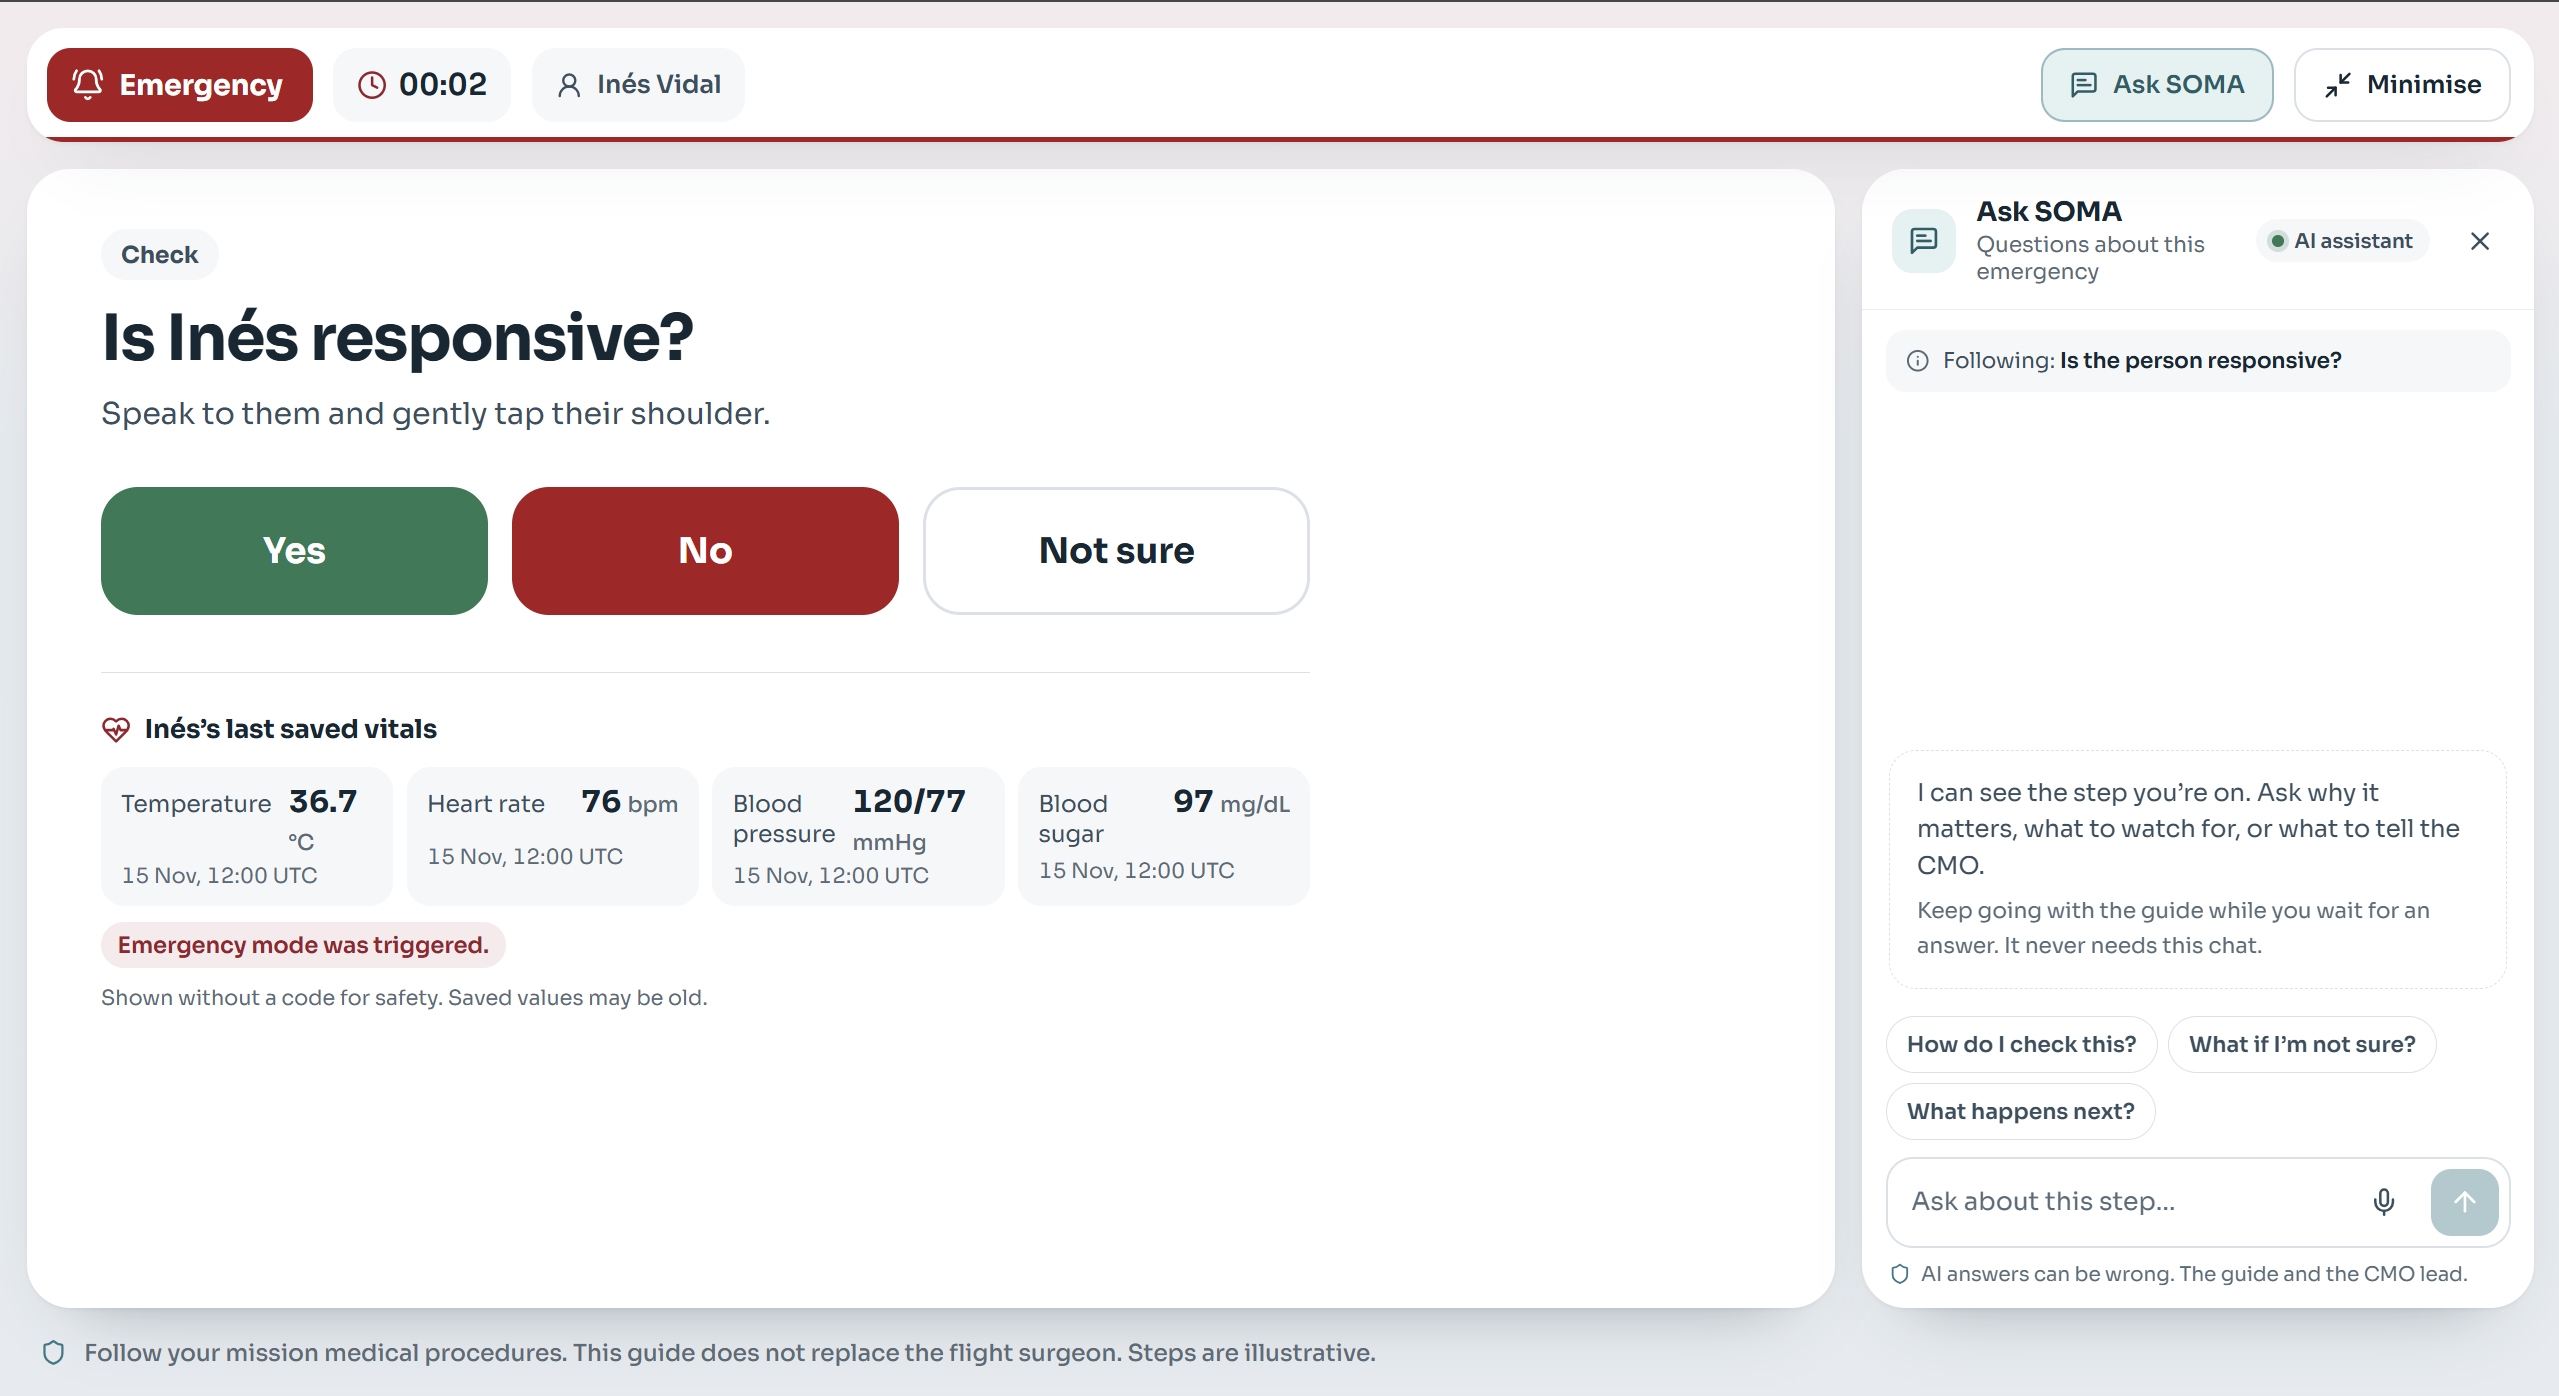 Emergency
00:02
Inés Vidal
Ask SOMA
Minimise
Check
Is Inés responsive?
Speak to them and gently tap their shoulder.
Yes
No
Not sure
Inés’s last saved vitals
Temperature 36.7
°C
15 Nov, 12:00 UTC
Heart rate 76 bpm
15 Nov, 12:00 UTC
Blood 120/77
pressure mmHg
15 Nov, 12:00 UTC
Blood 97 mg/dL
sugar
15 Nov, 12:00 UTC
Emergency mode was triggered.
Shown without a code for safety. Saved values may be old.
Ask SOMA
Questions about this
emergency
AI assistant
Following: Is the person responsive?
I can see the step you’re on. Ask why it
matters, what to watch for, or what to tell the
CMO.
Keep going with the guide while you wait for an
answer. It never needs this chat.
How do I check this?
What if I’m not sure?
What happens next?
Ask about this step...
AI answers can be wrong. The guide and the CMO lead.
Follow your mission medical procedures. This guide does not replace the flight surgeon. Steps are illustrative.